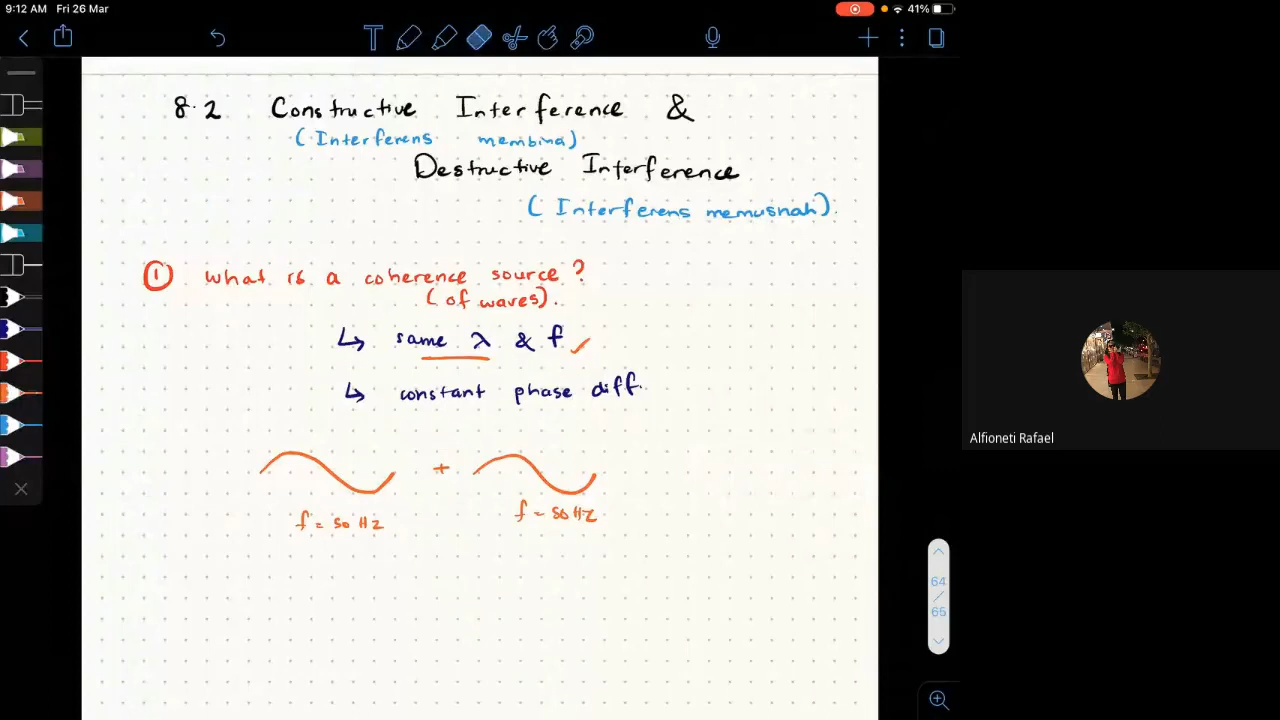 9:12 AM Fri 26 Mar
41%
8.2 Constructive Interference &
(Interferens membina)
Destructive Interference
(Interferens memusnah).
① What is a coherence source?
(of waves).
↳ same λ & f ✓
↳ constant phase diff.
+
f = 50 Hz
f = 50 Hz
64
/
65
Alfioneti Rafael